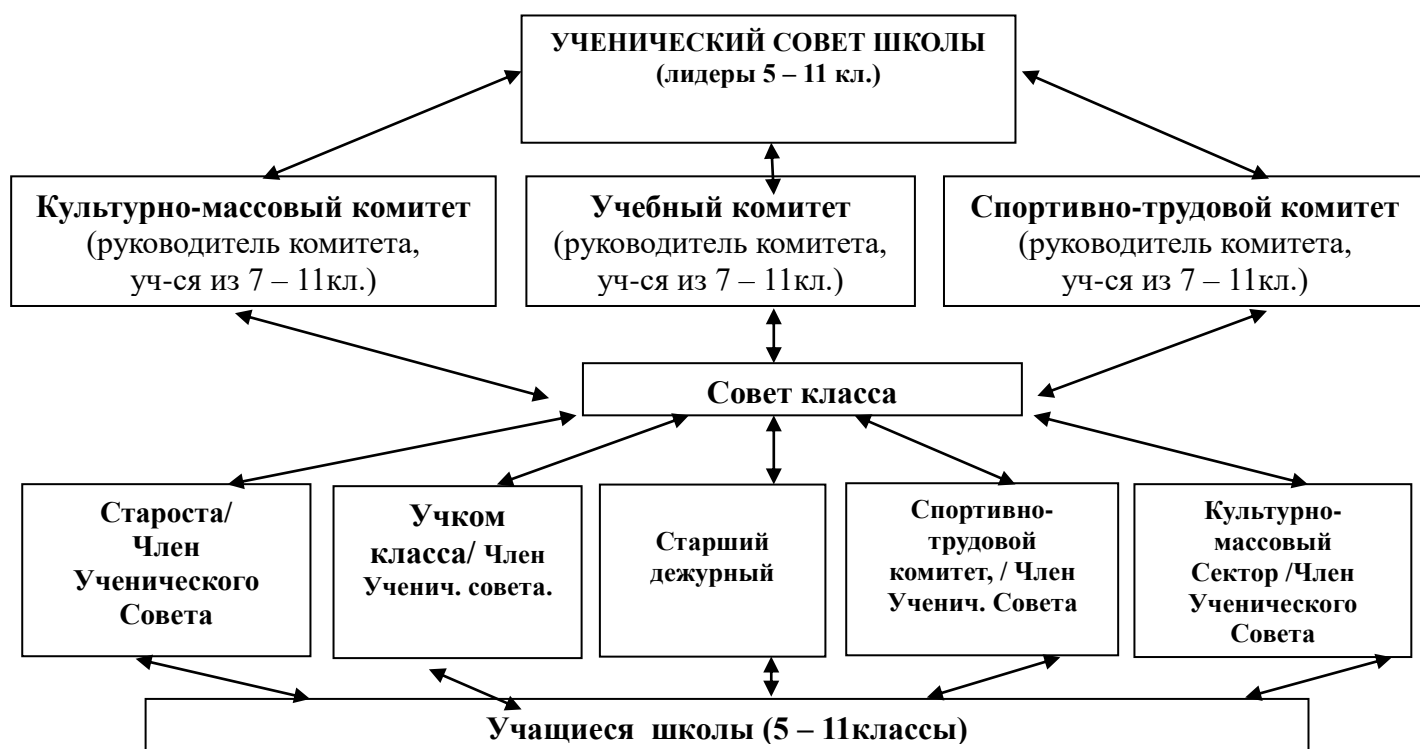 УЧЕНИЧЕСКИЙ СОВЕТ ШКОЛЫ
(лидеры 5 – 11 кл.)
Культурно-массовый комитет
(руководитель комитета,
уч-ся из 7 – 11кл.)
Учебный комитет
(руководитель комитета,
уч-ся из 7 – 11кл.)
Спортивно-трудовой комитет
(руководитель комитета,
уч-ся из 7 – 11кл.)
Совет класса
Староста/
Член
Ученического
Совета
Учком
класса/ Член
Ученич. совета.
Старший
дежурный
Спортивно-
трудовой
комитет, / Член
Ученич. Совета
Культурно-
массовый
Сектор /Член
Ученического
Совета
Учащиеся школы (5 – 11классы)